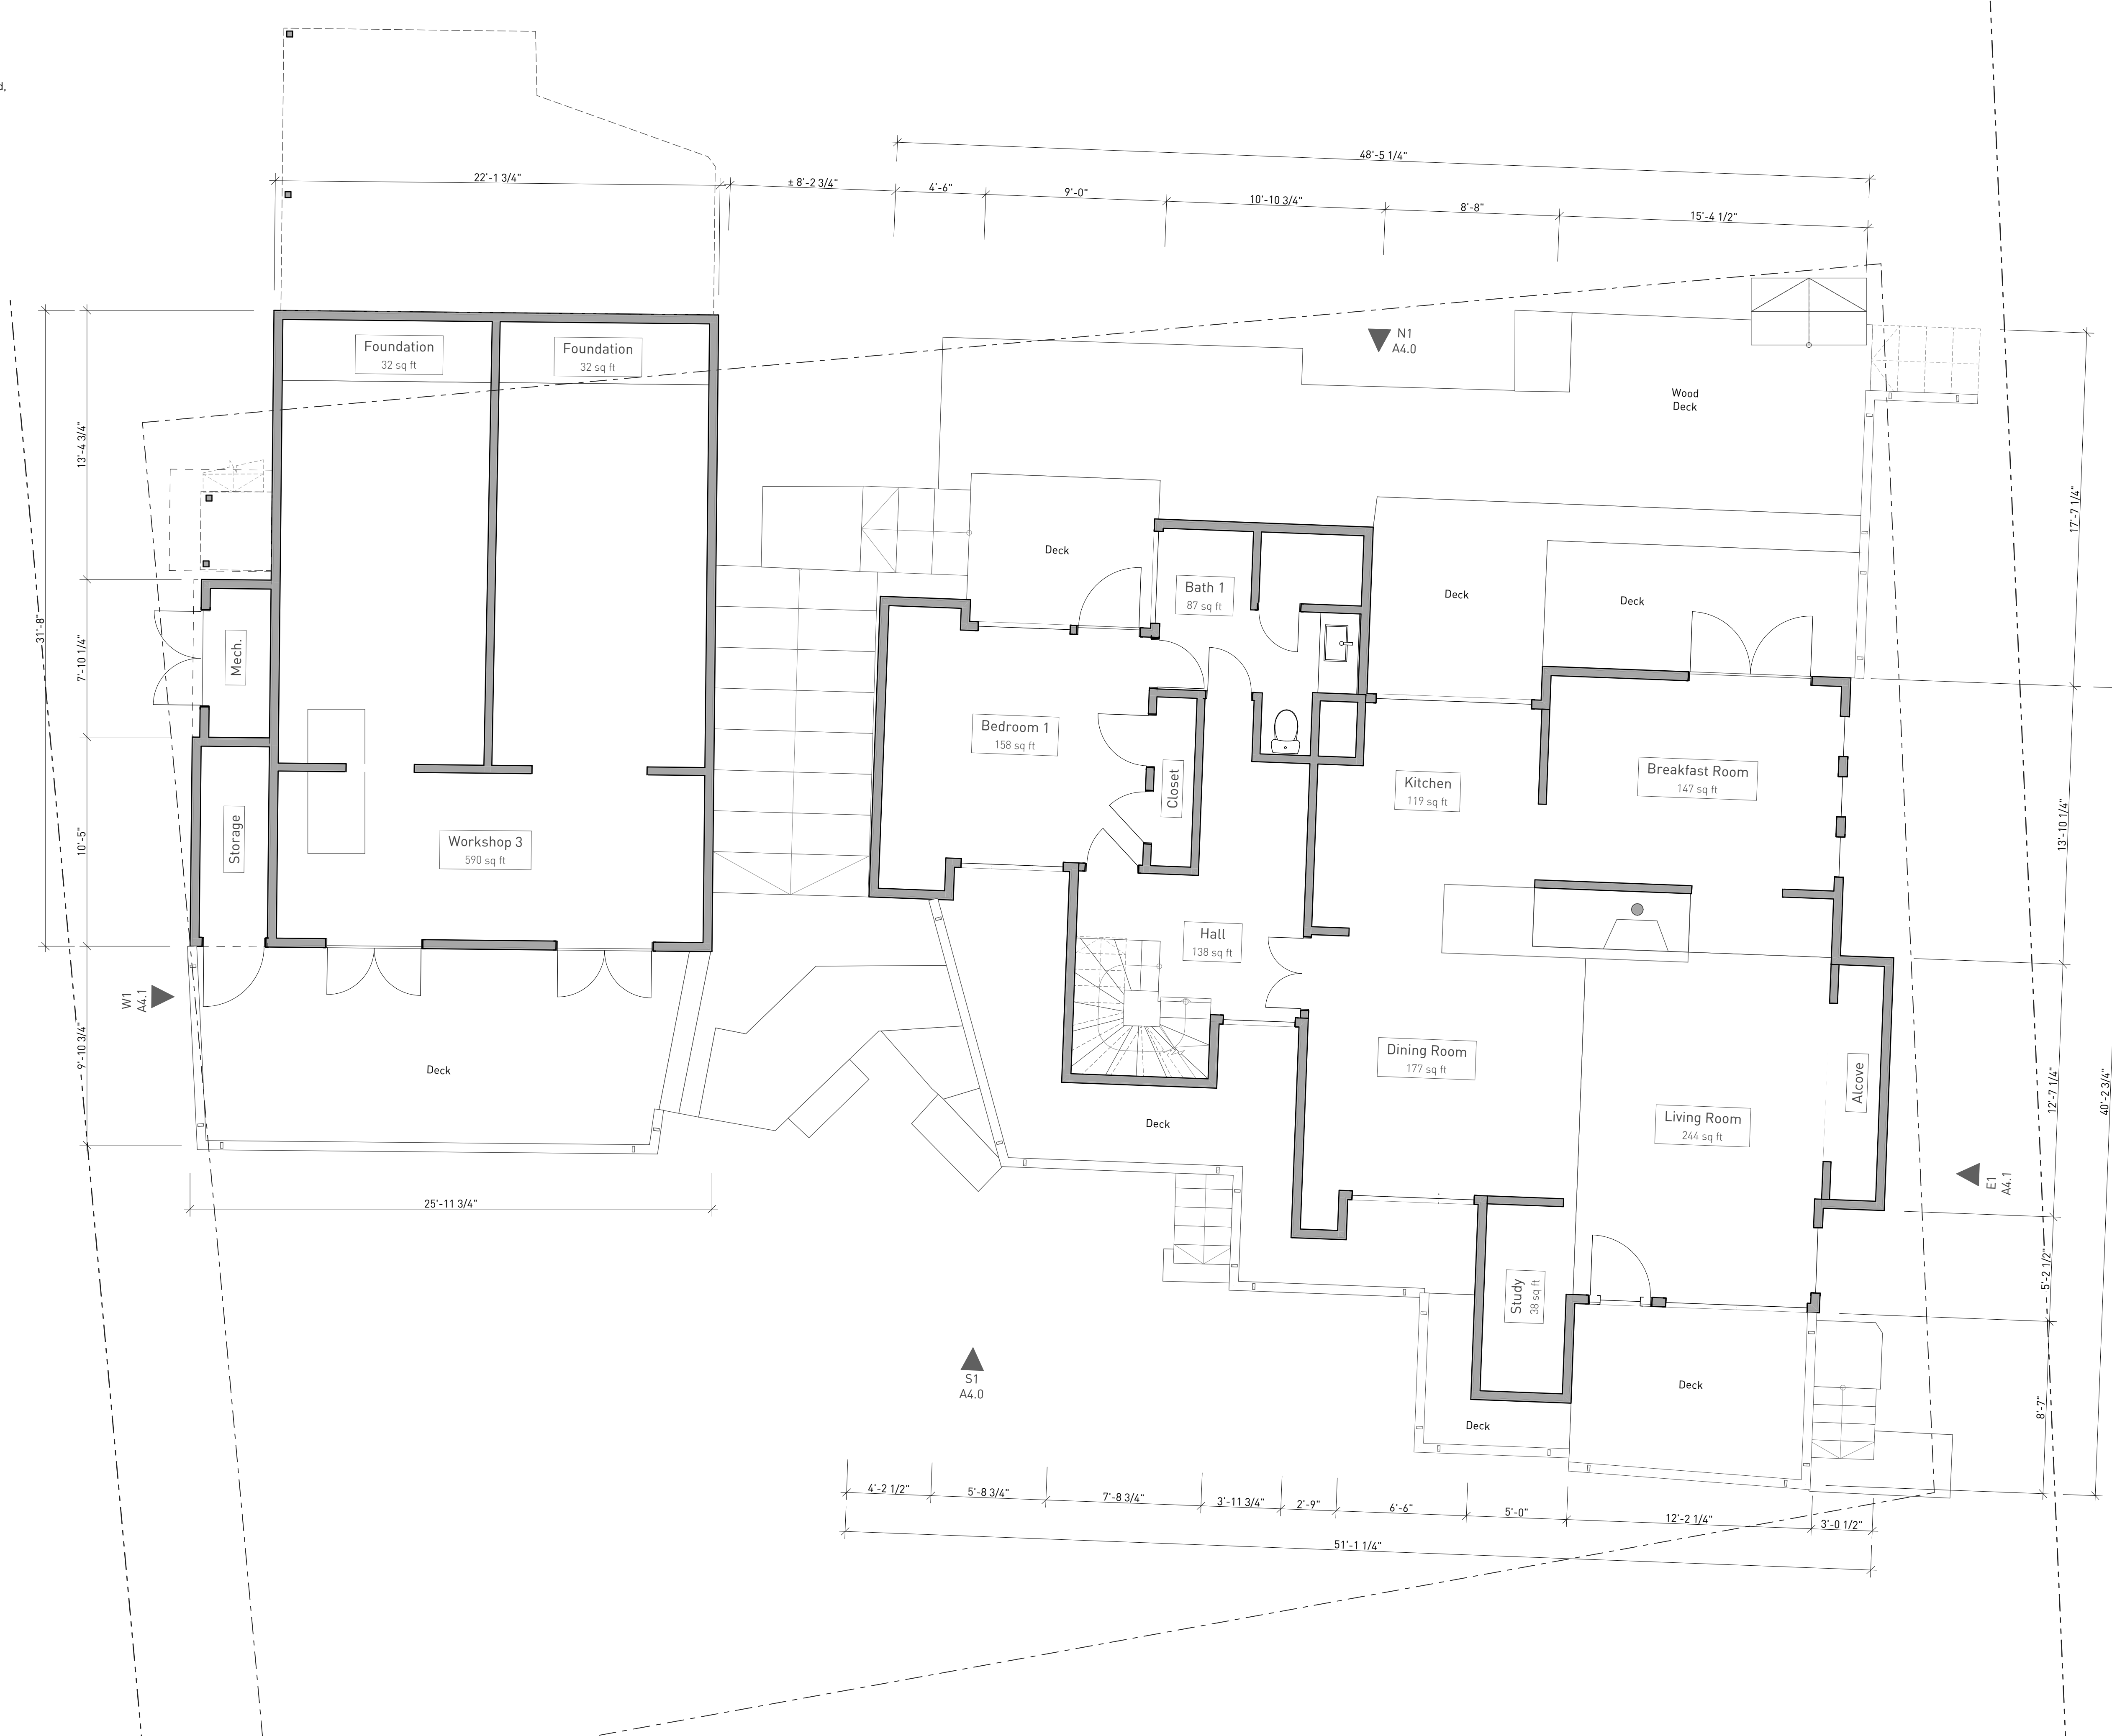 d,
48'-5 1/4"
22'-1 3/4"
± 8'-2 3/4"
4'-6"
9'-0"
10'-10 3/4"
8'-8"
15'-4 1/2"
N1
A4.0
Foundation
32 sq ft
Foundation
32 sq ft
Wood
Deck
13'-4 3/4"
31'-8"
7'-10 1/4"
10'-5"
9'-10 3/4"
17'-7 1/4"
13'-10 1/4"
12'-7 1/4"
40'-2 3/4"
5'-2 1/2"
8'-7"
Deck
Bath 1
87 sq ft
Deck
Deck
Mech.
Bedroom 1
158 sq ft
Closet
Kitchen
119 sq ft
Breakfast Room
147 sq ft
Storage
Workshop 3
590 sq ft
Hall
138 sq ft
W1
A4.1
Deck
Dining Room
177 sq ft
Alcove
Living Room
244 sq ft
Deck
E1
A4.1
25'-11 3/4"
Study
38 sq ft
S1
A4.0
Deck
Deck
4'-2 1/2"
5'-8 3/4"
7'-8 3/4"
3'-11 3/4"
2'-9"
6'-6"
5'-0"
12'-2 1/4"
3'-0 1/2"
51'-1 1/4"